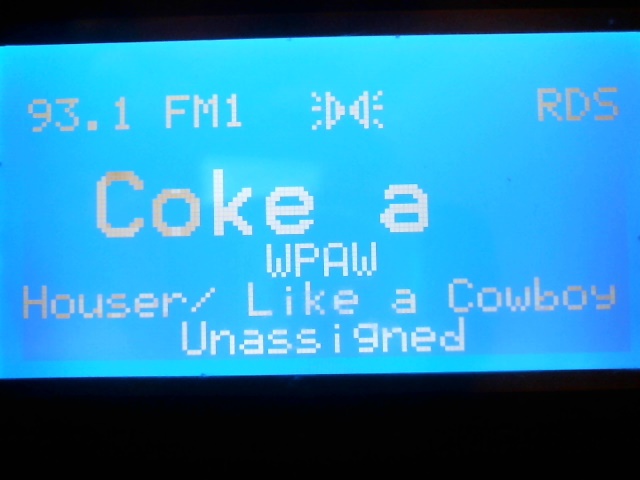 93.1 FM1 RDS
Coke a
WPAW
Houser/ Like a Cowboy
Unassigned